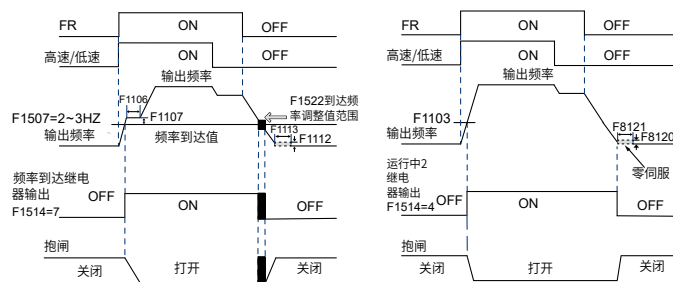 FR
ON
OFF
高速/低速
ON
OFF
输出频率
F1106
F1107
F1507=2~3HZ
输出频率
频率到达值
F1522到达频
率调整值范围
F1113
F1112
频率到达继电
器输出
F1514=7
OFF
ON
OFF
抱闸
关闭
打开
关闭
FR
ON
OFF
高速/低速
ON
OFF
输出频率
F1103
输出频率
F8121
F8120
零伺服
运行中2
继电
器输出
F1514=4
OFF
ON
OFF
抱闸
关闭
打开
关闭